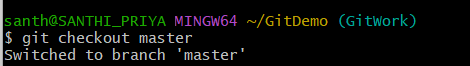 santh@SANTHI_PRIYA MINGW64 ~/GitDemo (GitWork)
$ git checkout master
Switched to branch 'master'